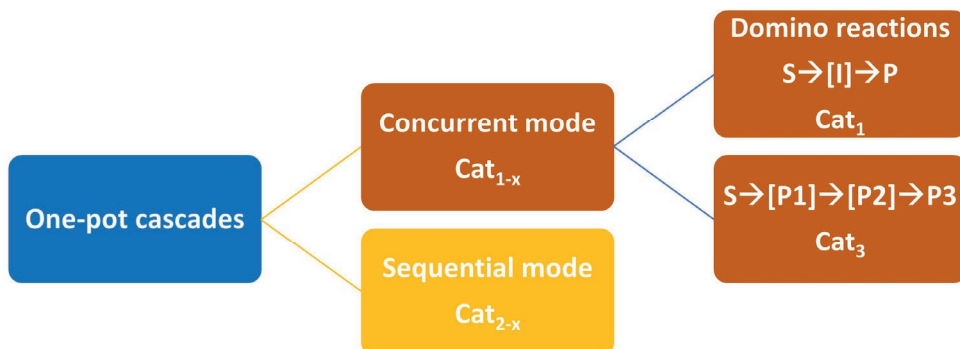 One-pot cascades
Concurrent mode
Cat₁₋ₓ
Sequential mode
Cat₂₋ₓ
Domino reactions
S→[I]→P
Cat₁
S→[P1]→[P2]→P3
Cat₃